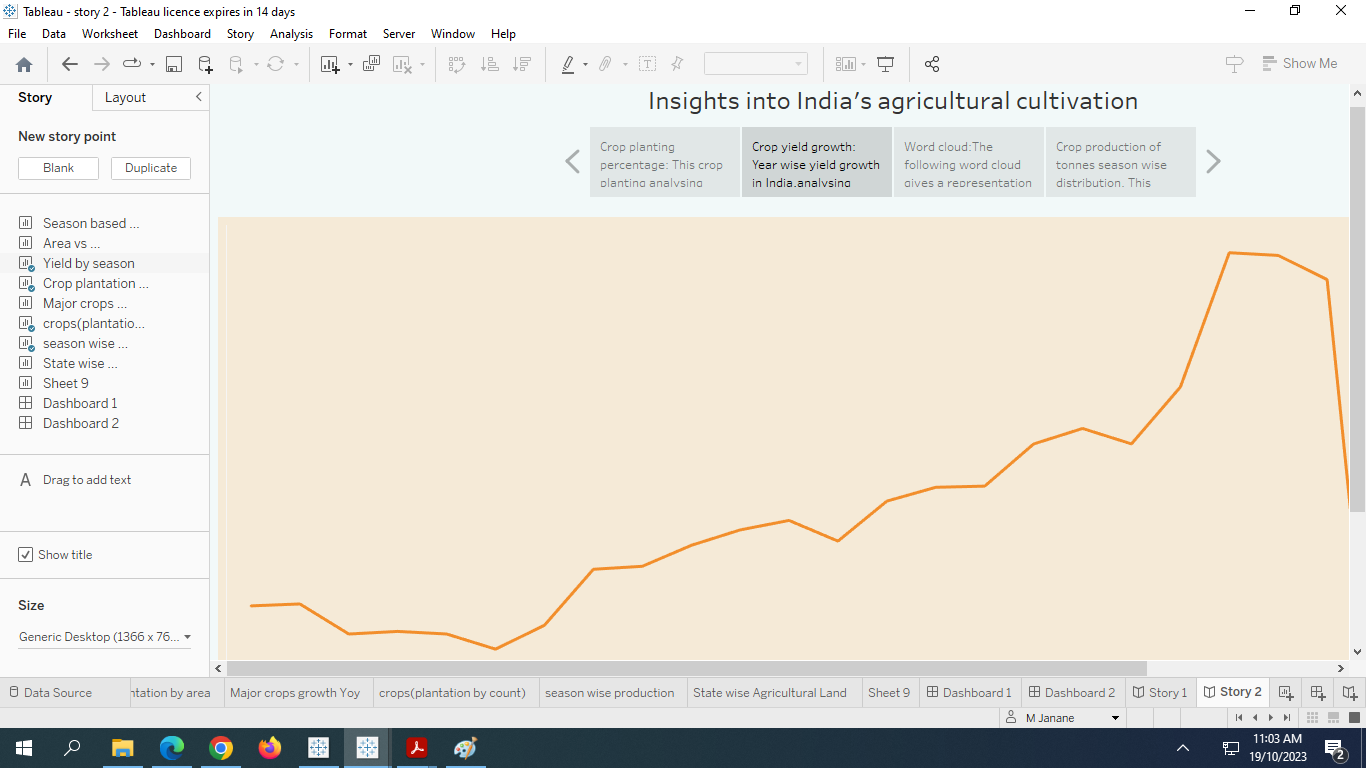 Tableau - story 2 - Tableau licence expires in 14 days
File Data Worksheet Dashboard Story Analysis Format Server Window Help
Show Me
Story Layout
New story point
Blank Duplicate
Season based ...
Area vs ...
Yield by season
Crop plantation ...
Major crops ...
crops(plantatio...
season wise ...
State wise ...
Sheet 9
Dashboard 1
Dashboard 2
A Drag to add text
Show title
Size
Generic Desktop (1366 x 76...
Insights into India's agricultural cultivation
Crop planting
percentage: This crop
planting analysing
Crop yield growth:
Year wise yield growth
in India.analysing
Word cloud:The
following word cloud
gives a representation
Crop production of
tonnes season wise
distribution. This
Data Source ntation by area Major crops growth Yoy crops(plantation by count) season wise production State wise Agricultural Land Sheet 9 Dashboard 1 Dashboard 2 Story 1 Story 2
M Janane
11:03 AM
19/10/2023
2